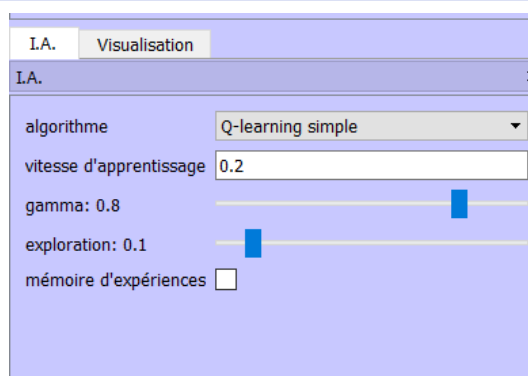 I.A. Visualisation
I.A.
algorithme Q-learning simple
vitesse d'apprentissage 0.2
gamma: 0.8
exploration: 0.1
mémoire d'expériences